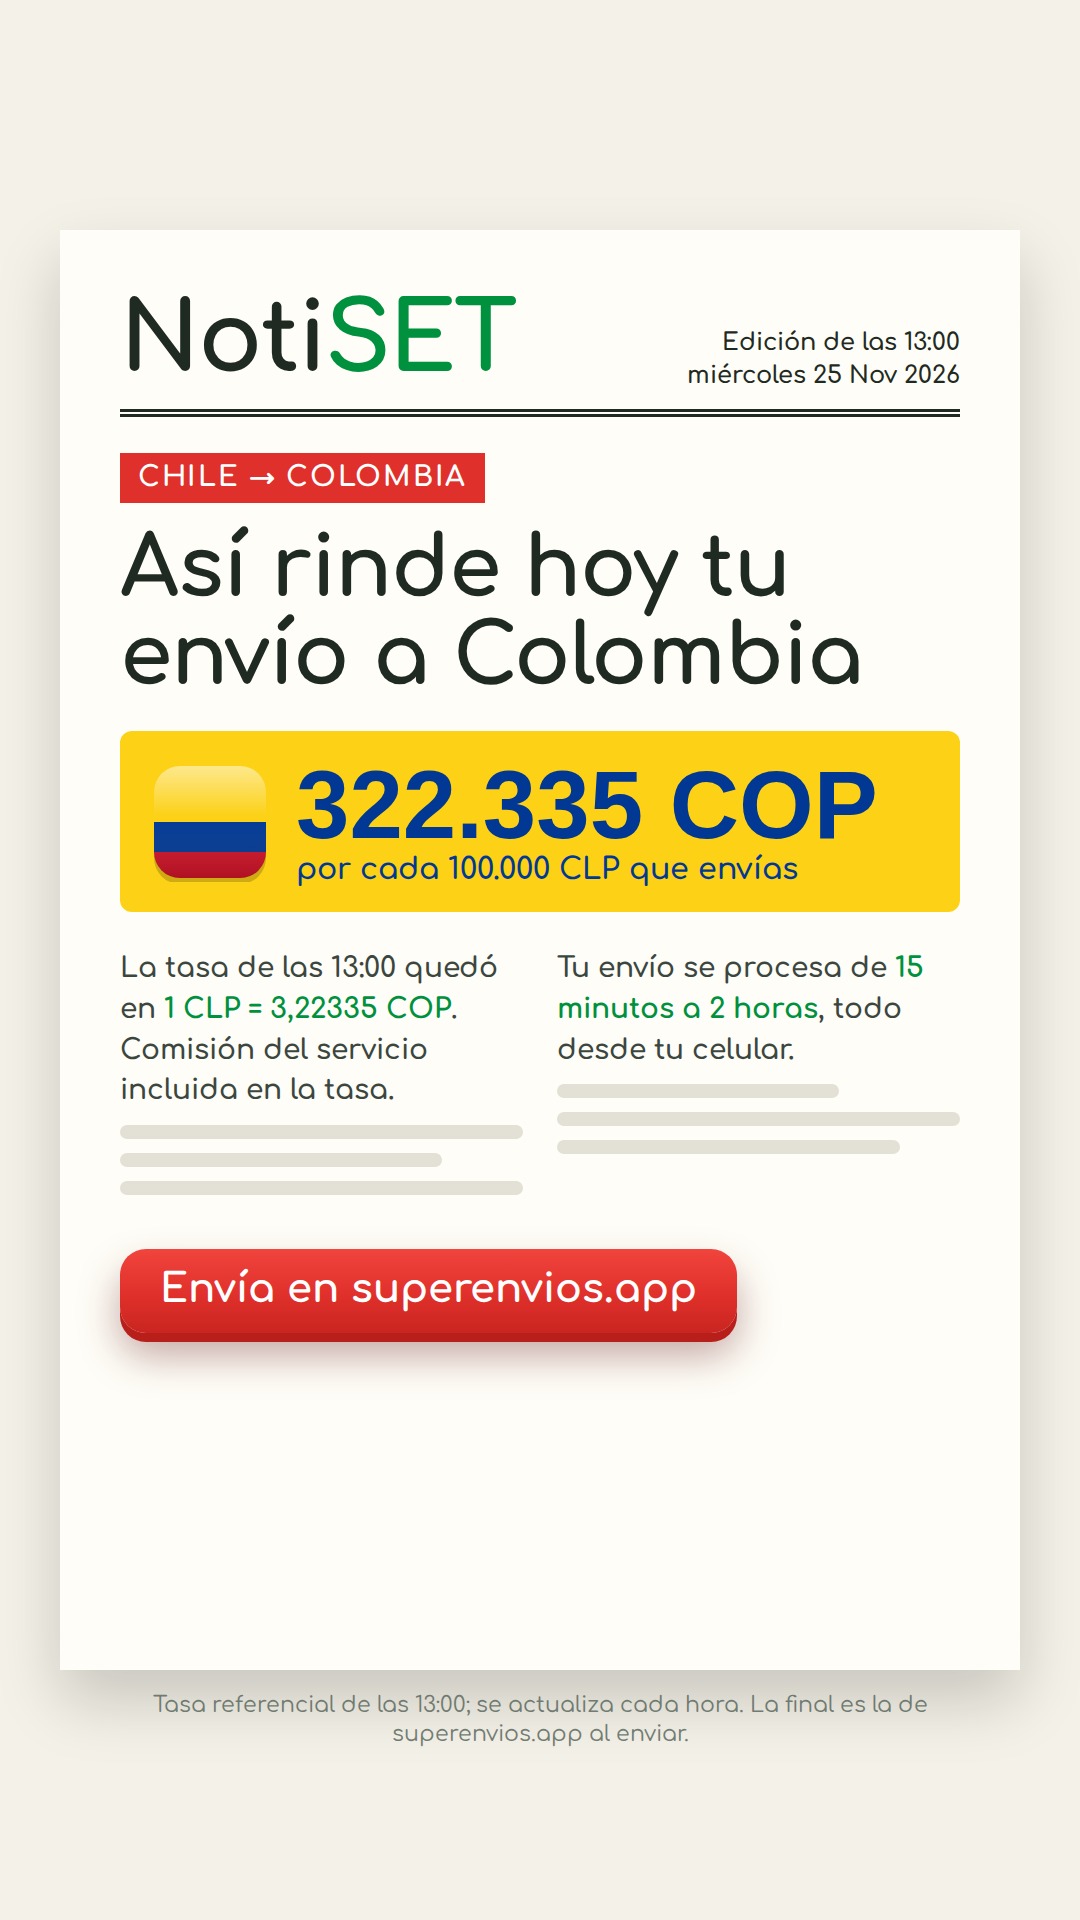 NotiSET
Edición de las 13:00
miércoles 25 Nov 2026
CHILE → COLOMBIA
Así rinde hoy tu
envío a Colombia
322.335 COP
por cada 100.000 CLP que envías
La tasa de las 13:00 quedó
en 1 CLP = 3,22335 COP.
Comisión del servicio
incluida en la tasa.
Tu envío se procesa de 15
minutos a 2 horas, todo
desde tu celular.
Envía en superenvios.app
Tasa referencial de las 13:00; se actualiza cada hora. La final es la de
superenvios.app al enviar.